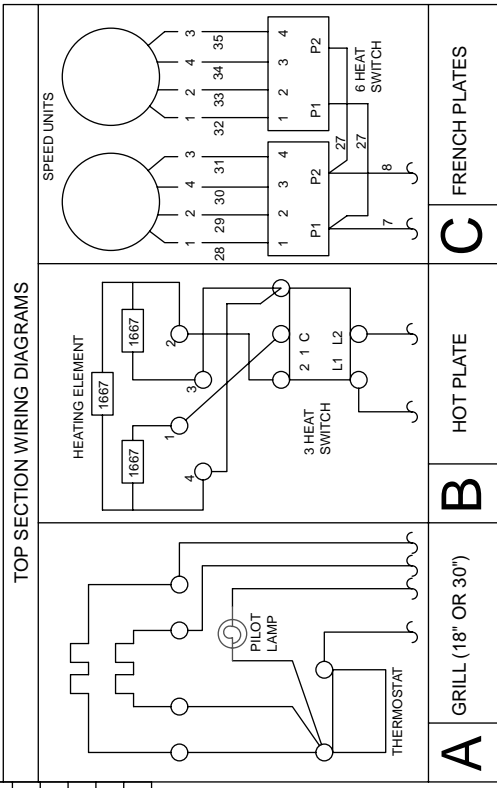 TOP SECTION WIRING DIAGRAMS
PILOT
LAMP
THERMOSTAT
A
GRILL (18" OR 30")
HEATING ELEMENT
1667
1667
1667
4
1
3
2
2 1 C
L1 L2
3 HEAT
SWITCH
B
HOT PLATE
SPEED UNITS
1 2 4 3
28 29 30 31
1 2 3 4
P1 P2
1 2 4 3
32 33 34 35
1 2 3 4
P1 P2
27
27
6 HEAT
SWITCH
7
8
C
FRENCH PLATES